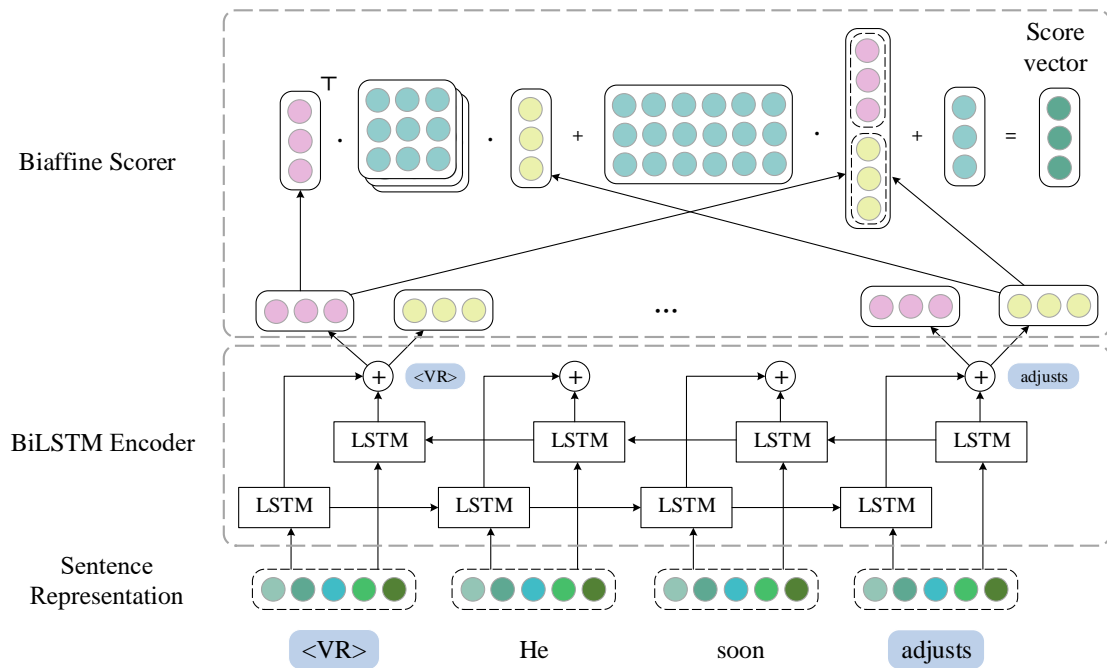 Score
vector
⊤
· · + · + =
Biaffine Scorer
...
+ <VR> + + + adjusts
BiLSTM Encoder
LSTM LSTM LSTM LSTM
LSTM LSTM LSTM LSTM
Sentence
Representation
<VR> He soon adjusts